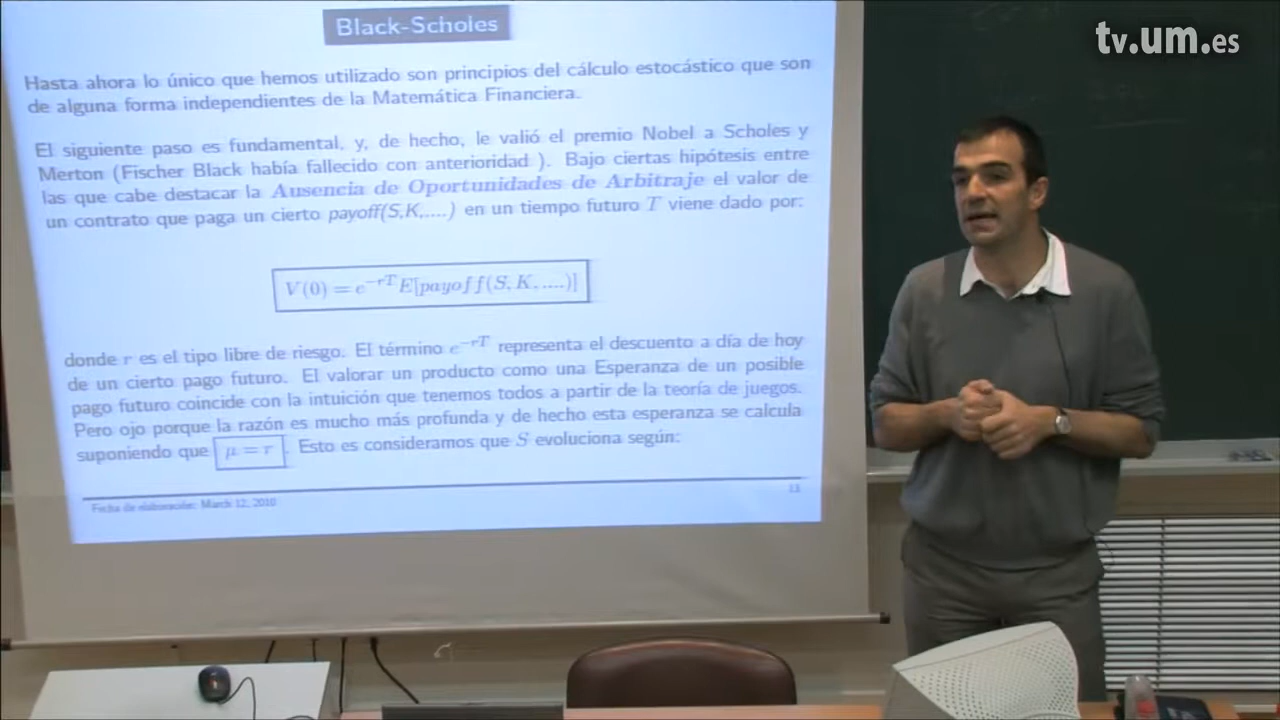 Black-Scholes
tv.um.es
Hasta ahora lo único que hemos utilizado son principios del cálculo estocástico que son
de alguna forma independientes de la Matemática Financiera.
El siguiente paso es fundamental, y, de hecho, le valió el premio Nobel a Scholes y
Merton (Fischer Black había fallecido con anterioridad ). Bajo ciertas hipótesis entre
las que cabe destacar la Ausencia de Oportunidades de Arbitraje el valor de
un contrato que paga un cierto payoff(S,K,....) en un tiempo futuro T viene dado por:
V(0) = e^{-rT} E[payoff(S, K, ....)]
donde r es el tipo libre de riesgo. El término e^{-rT} representa el descuento a día de hoy
de un cierto pago futuro. El valorar un producto como una Esperanza de un posible
pago futuro coincide con la intuición que tenemos todos a partir de la teoría de juegos.
Pero ojo porque la razón es mucho más profunda y de hecho esta esperanza se calcula
suponiendo que μ = r . Esto es consideramos que S evoluciona según:
Fecha de elaboración: March 12, 2010
13